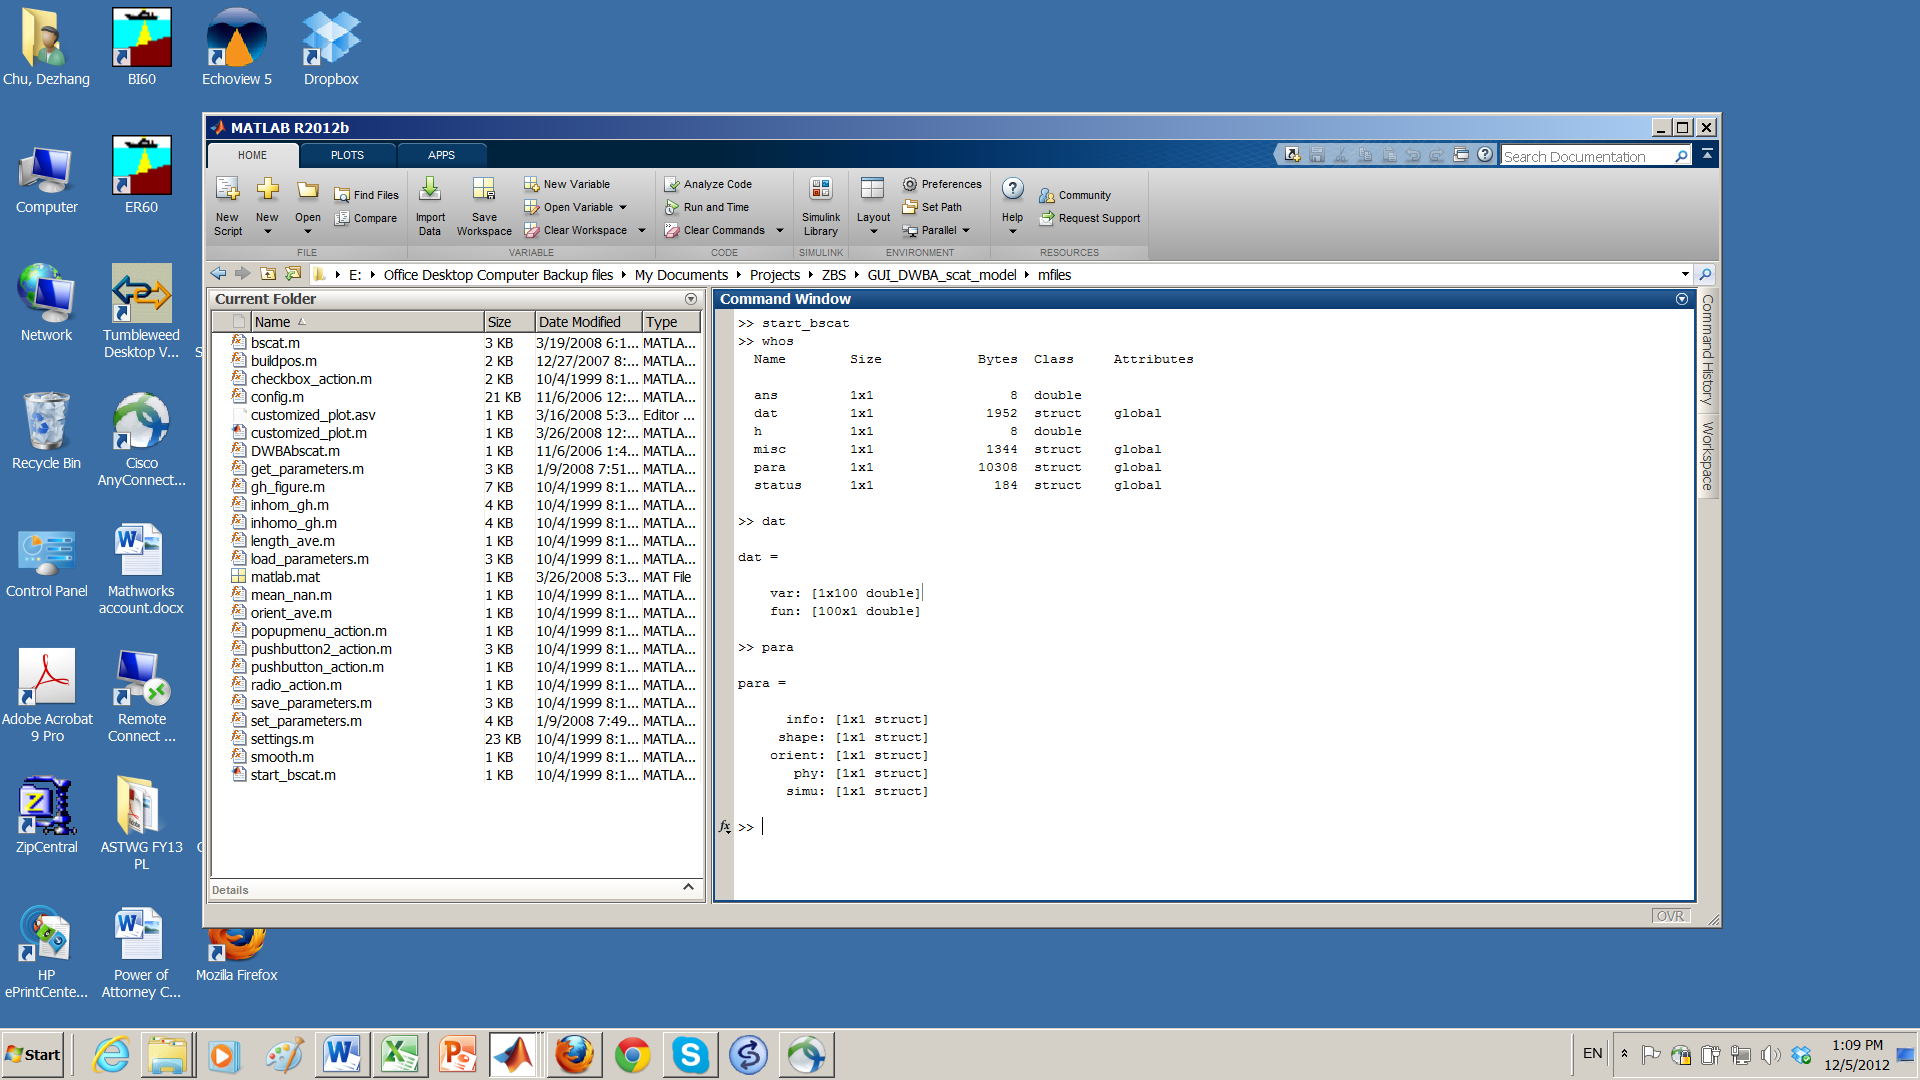 Chu, Dezhang
BI60
Echoview 5
Dropbox
Computer
ER60
Network
Tumbleweed
Desktop V...
Recycle Bin
Cisco
AnyConnect...
Control Panel
Mathworks
account.docx
Adobe Acrobat
9 Pro
Remote
Connect ...
ZipCentral
ASTWG FY13
PL
HP
ePrintCente...
Power of
Attorney C...
Mozilla Firefox
MATLAB R2012b
HOME PLOTS APPS
Search Documentation
New
Script
New
Open
Find Files
Compare
FILE
Import
Data
Save
Workspace
New Variable
Open Variable
Clear Workspace
VARIABLE
Analyze Code
Run and Time
Clear Commands
CODE
Simulink
Library
SIMULINK
Layout
Preferences
Set Path
Parallel
ENVIRONMENT
Help
Community
Request Support
RESOURCES
E: Office Desktop Computer Backup files My Documents Projects ZBS GUI_DWBA_scat_model mfiles
Current Folder
Name Size Date Modified Type
bscat.m 3 KB 3/19/2008 6:1... MATLA...
buildpos.m 2 KB 12/27/2007 8:... MATLA...
checkbox_action.m 2 KB 10/4/1999 8:1... MATLA...
config.m 21 KB 11/6/2006 12:... MATLA...
customized_plot.asv 1 KB 3/16/2008 5:3... Editor ...
customized_plot.m 1 KB 3/26/2008 12:... MATLA...
DWBAbscat.m 1 KB 11/6/2006 1:4... MATLA...
get_parameters.m 3 KB 1/9/2008 7:51... MATLA...
gh_figure.m 7 KB 10/4/1999 8:1... MATLA...
inhom_gh.m 4 KB 10/4/1999 8:1... MATLA...
inhomo_gh.m 4 KB 10/4/1999 8:1... MATLA...
length_ave.m 1 KB 10/4/1999 8:1... MATLA...
load_parameters.m 3 KB 10/4/1999 8:1... MATLA...
matlab.mat 1 KB 3/26/2008 5:3... MAT File
mean_nan.m 1 KB 10/4/1999 8:1... MATLA...
orient_ave.m 1 KB 10/4/1999 8:1... MATLA...
popupmenu_action.m 1 KB 10/4/1999 8:1... MATLA...
pushbutton2_action.m 3 KB 10/4/1999 8:1... MATLA...
pushbutton_action.m 1 KB 10/4/1999 8:1... MATLA...
radio_action.m 1 KB 10/4/1999 8:1... MATLA...
save_parameters.m 3 KB 10/4/1999 8:1... MATLA...
set_parameters.m 4 KB 1/9/2008 7:49... MATLA...
settings.m 23 KB 10/4/1999 8:1... MATLA...
smooth.m 1 KB 10/4/1999 8:1... MATLA...
start_bscat.m 1 KB 10/4/1999 8:1... MATLA...
Details
Command Window
>> start_bscat
>> whos
Name Size Bytes Class Attributes
ans 1x1 8 double
dat 1x1 1952 struct global
h 1x1 8 double
misc 1x1 1344 struct global
para 1x1 10308 struct global
status 1x1 184 struct global
>> dat
dat =
var: [1x100 double]
fun: [100x1 double]
>> para
para =
info: [1x1 struct]
shape: [1x1 struct]
orient: [1x1 struct]
phy: [1x1 struct]
simu: [1x1 struct]
fx >>
Command History
Workspace
OVR
Start
EN
1:09 PM
12/5/2012